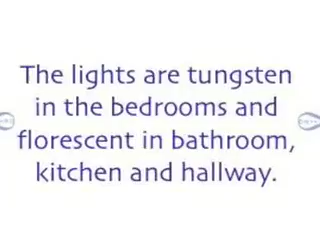 The lights are tungsten
in the bedrooms and
florescent in bathroom,
kitchen and hallway.